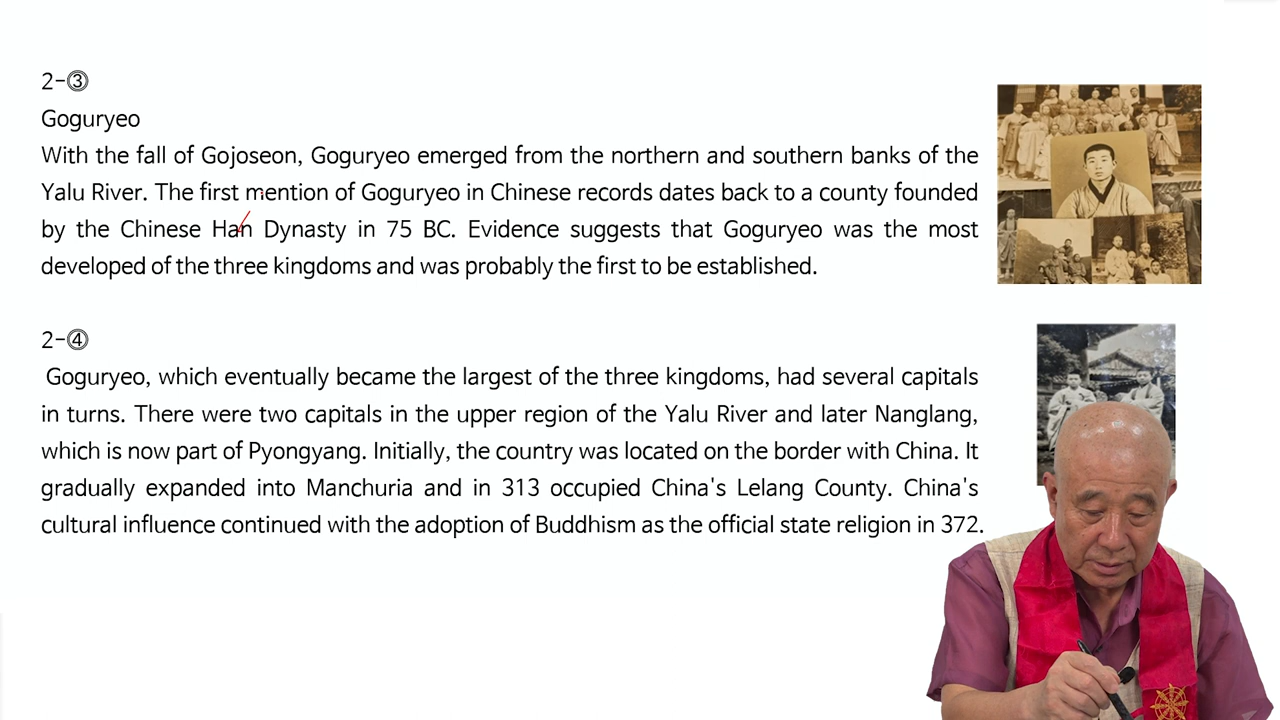 2-③
Goguryeo
With the fall of Gojoseon, Goguryeo emerged from the northern and southern banks of the
Yalu River. The first mention of Goguryeo in Chinese records dates back to a county founded
by the Chinese Han Dynasty in 75 BC. Evidence suggests that Goguryeo was the most
developed of the three kingdoms and was probably the first to be established.
2-④
Goguryeo, which eventually became the largest of the three kingdoms, had several capitals
in turns. There were two capitals in the upper region of the Yalu River and later Nanglang,
which is now part of Pyongyang. Initially, the country was located on the border with China. It
gradually expanded into Manchuria and in 313 occupied China's Lelang County. China's
cultural influence continued with the adoption of Buddhism as the official state religion in 372.